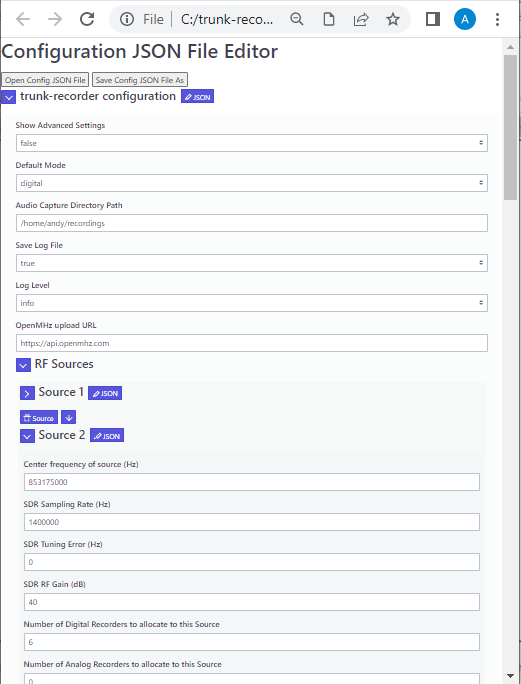 File
C:/trunk-reco...
A
Configuration JSON File Editor
Open Config JSON File
Save Config JSON File As
trunk-recorder configuration
JSON
Show Advanced Settings
false
Default Mode
digital
Audio Capture Directory Path
/home/andy/recordings
Save Log File
true
Log Level
info
OpenMHz upload URL
https://api.openmhz.com
RF Sources
Source 1
JSON
Source
Source 2
JSON
Center frequency of source (Hz)
853175000
SDR Sampling Rate (Hz)
1400000
SDR Tuning Error (Hz)
0
SDR RF Gain (dB)
40
Number of Digital Recorders to allocate to this Source
6
Number of Analog Recorders to allocate to this Source
0